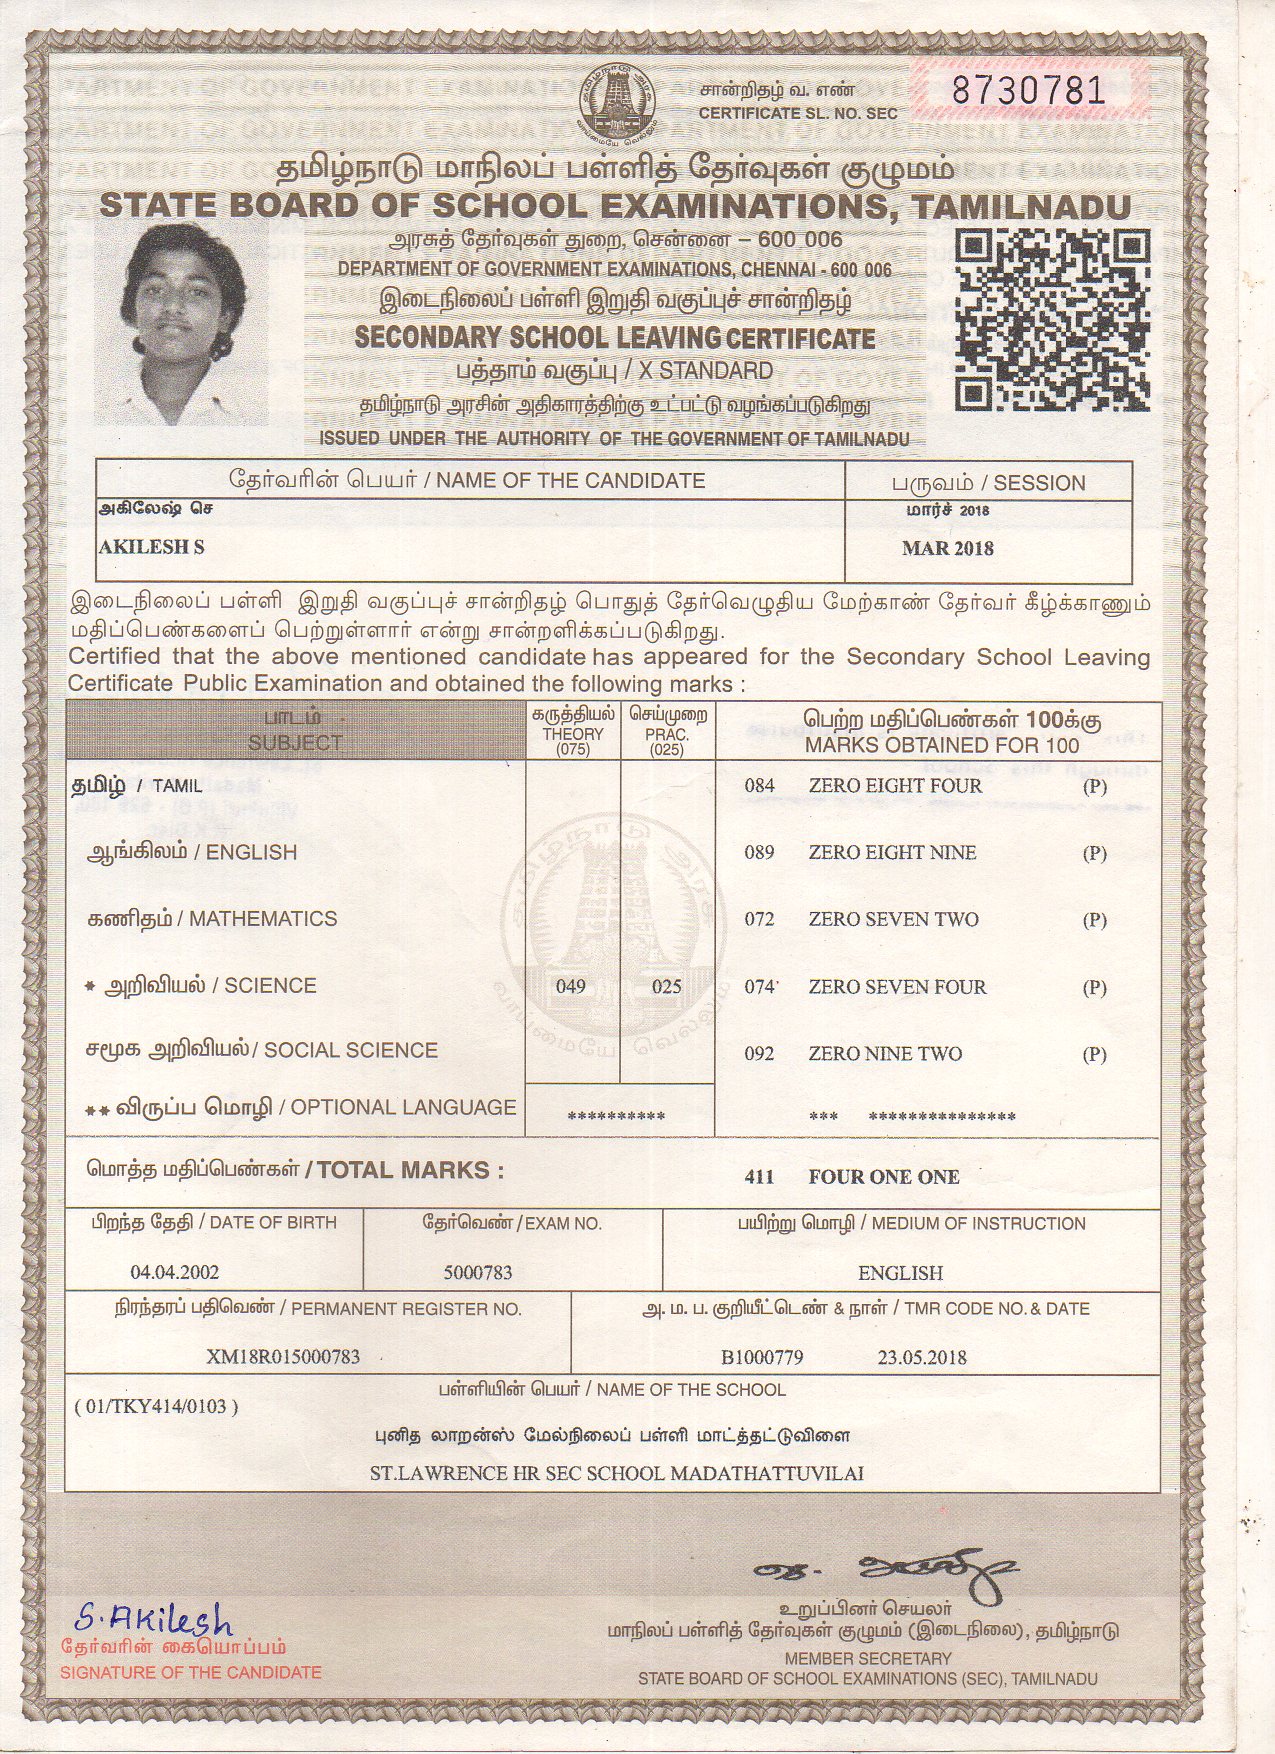 சான்றிதழ் வ. எண்
CERTIFICATE SL. NO. SEC
8730781
தமிழ்நாடு மாநிலப் பள்ளித் தேர்வுகள் குழுமம்
STATE BOARD OF SCHOOL EXAMINATIONS, TAMILNADU
அரசுத் தேர்வுகள் துறை, சென்னை – 600 006
DEPARTMENT OF GOVERNMENT EXAMINATIONS, CHENNAI - 600 006
இடைநிலைப் பள்ளி இறுதி வகுப்புச் சான்றிதழ்
SECONDARY SCHOOL LEAVING CERTIFICATE
பத்தாம் வகுப்பு / X STANDARD
தமிழ்நாடு அரசின் அதிகாரத்திற்கு உட்பட்டு வழங்கப்படுகிறது
ISSUED UNDER THE AUTHORITY OF THE GOVERNMENT OF TAMILNADU
தேர்வரின் பெயர் / NAME OF THE CANDIDATE
பருவம் / SESSION
அகிலேஷ் செ
மார்ச் 2018
AKILESH S
MAR 2018
இடைநிலைப் பள்ளி இறுதி வகுப்புச் சான்றிதழ் பொதுத் தேர்வெழுதிய மேற்காண் தேர்வர் கீழ்க்காணும்
மதிப்பெண்களைப் பெற்றுள்ளார் என்று சான்றளிக்கப்படுகிறது.
Certified that the above mentioned candidate has appeared for the Secondary School Leaving
Certificate Public Examination and obtained the following marks :
பாடம் கருத்தியல் செய்முறை பெற்ற மதிப்பெண்கள் 100க்கு
SUBJECT THEORY PRAC. MARKS OBTAINED FOR 100
(075) (025)
தமிழ் / TAMIL 084 ZERO EIGHT FOUR (P)
ஆங்கிலம் / ENGLISH 089 ZERO EIGHT NINE (P)
கணிதம் / MATHEMATICS 072 ZERO SEVEN TWO (P)
* அறிவியல் / SCIENCE 049 025 074 ZERO SEVEN FOUR (P)
சமூக அறிவியல் / SOCIAL SCIENCE 092 ZERO NINE TWO (P)
** விருப்ப மொழி / OPTIONAL LANGUAGE ********** *** ***************
மொத்த மதிப்பெண்கள் / TOTAL MARKS : 411 FOUR ONE ONE
பிறந்த தேதி / DATE OF BIRTH தேர்வெண் / EXAM NO. பயிற்று மொழி / MEDIUM OF INSTRUCTION
04.04.2002 5000783 ENGLISH
நிரந்தரப் பதிவெண் / PERMANENT REGISTER NO. அ. ம. ப. குறியீட்டெண் & நாள் / TMR CODE NO. & DATE
XM18R015000783 B1000779 23.05.2018
பள்ளியின் பெயர் / NAME OF THE SCHOOL
( 01/TKY414/0103 )
புனித லாறன்ஸ் மேல்நிலைப் பள்ளி மாடத்தட்டுவிளை
ST.LAWRENCE HR SEC SCHOOL MADATHATTUVILAI
S.Akilesh
தேர்வரின் கையொப்பம்
SIGNATURE OF THE CANDIDATE
உறுப்பினர் செயலர்
மாநிலப் பள்ளித் தேர்வுகள் குழுமம் (இடைநிலை), தமிழ்நாடு
MEMBER SECRETARY
STATE BOARD OF SCHOOL EXAMINATIONS (SEC), TAMILNADU